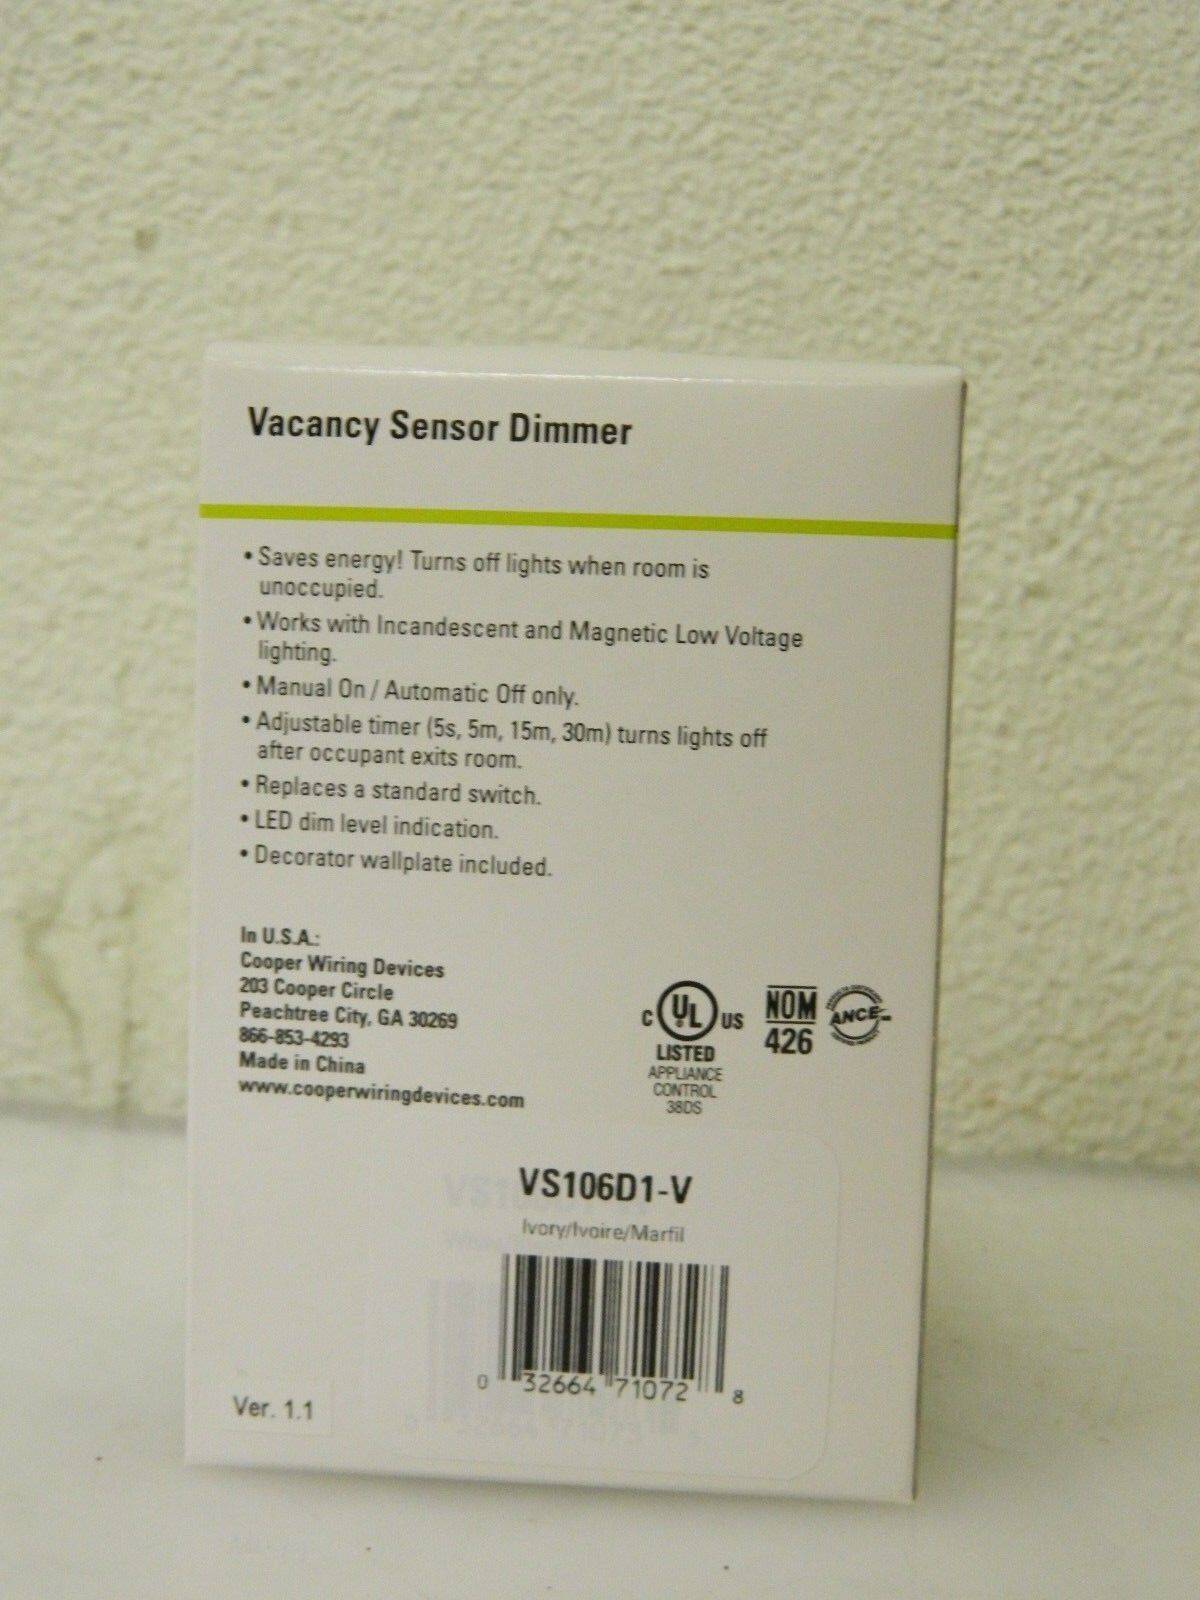 Vacancy Sensor Dimmer
• Saves energy! Turns off lights when room is
unoccupied.
• Works with Incandescent and Magnetic Low Voltage
lighting.
• Manual On / Automatic Off only.
• Adjustable timer (5s, 5m, 15m, 30m) turns lights off
after occupant exits room.
• Replaces a standard switch.
• LED dim level indication.
• Decorator wallplate included.
In U.S.A.:
Cooper Wiring Devices
203 Cooper Circle
Peachtree City, GA 30269
866-853-4293
Made in China
www.cooperwiringdevices.com
C UL US
LISTED
APPLIANCE
CONTROL
38DS
NOM
426
ANCE
VS106D1-V
Ivory/Ivoire/Marfil
0 32664 71072 8
Ver. 1.1